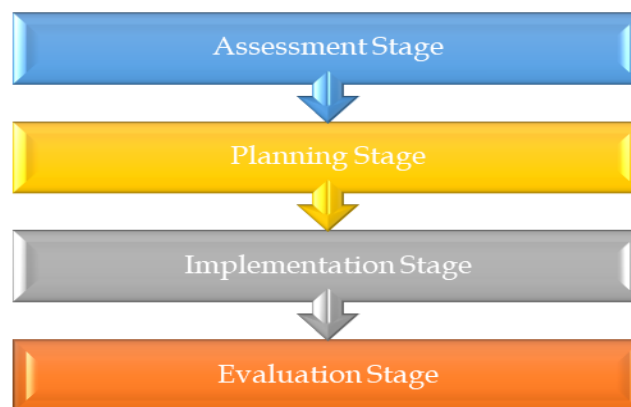 Assessment Stage
Planning Stage
Implementation Stage
Evaluation Stage